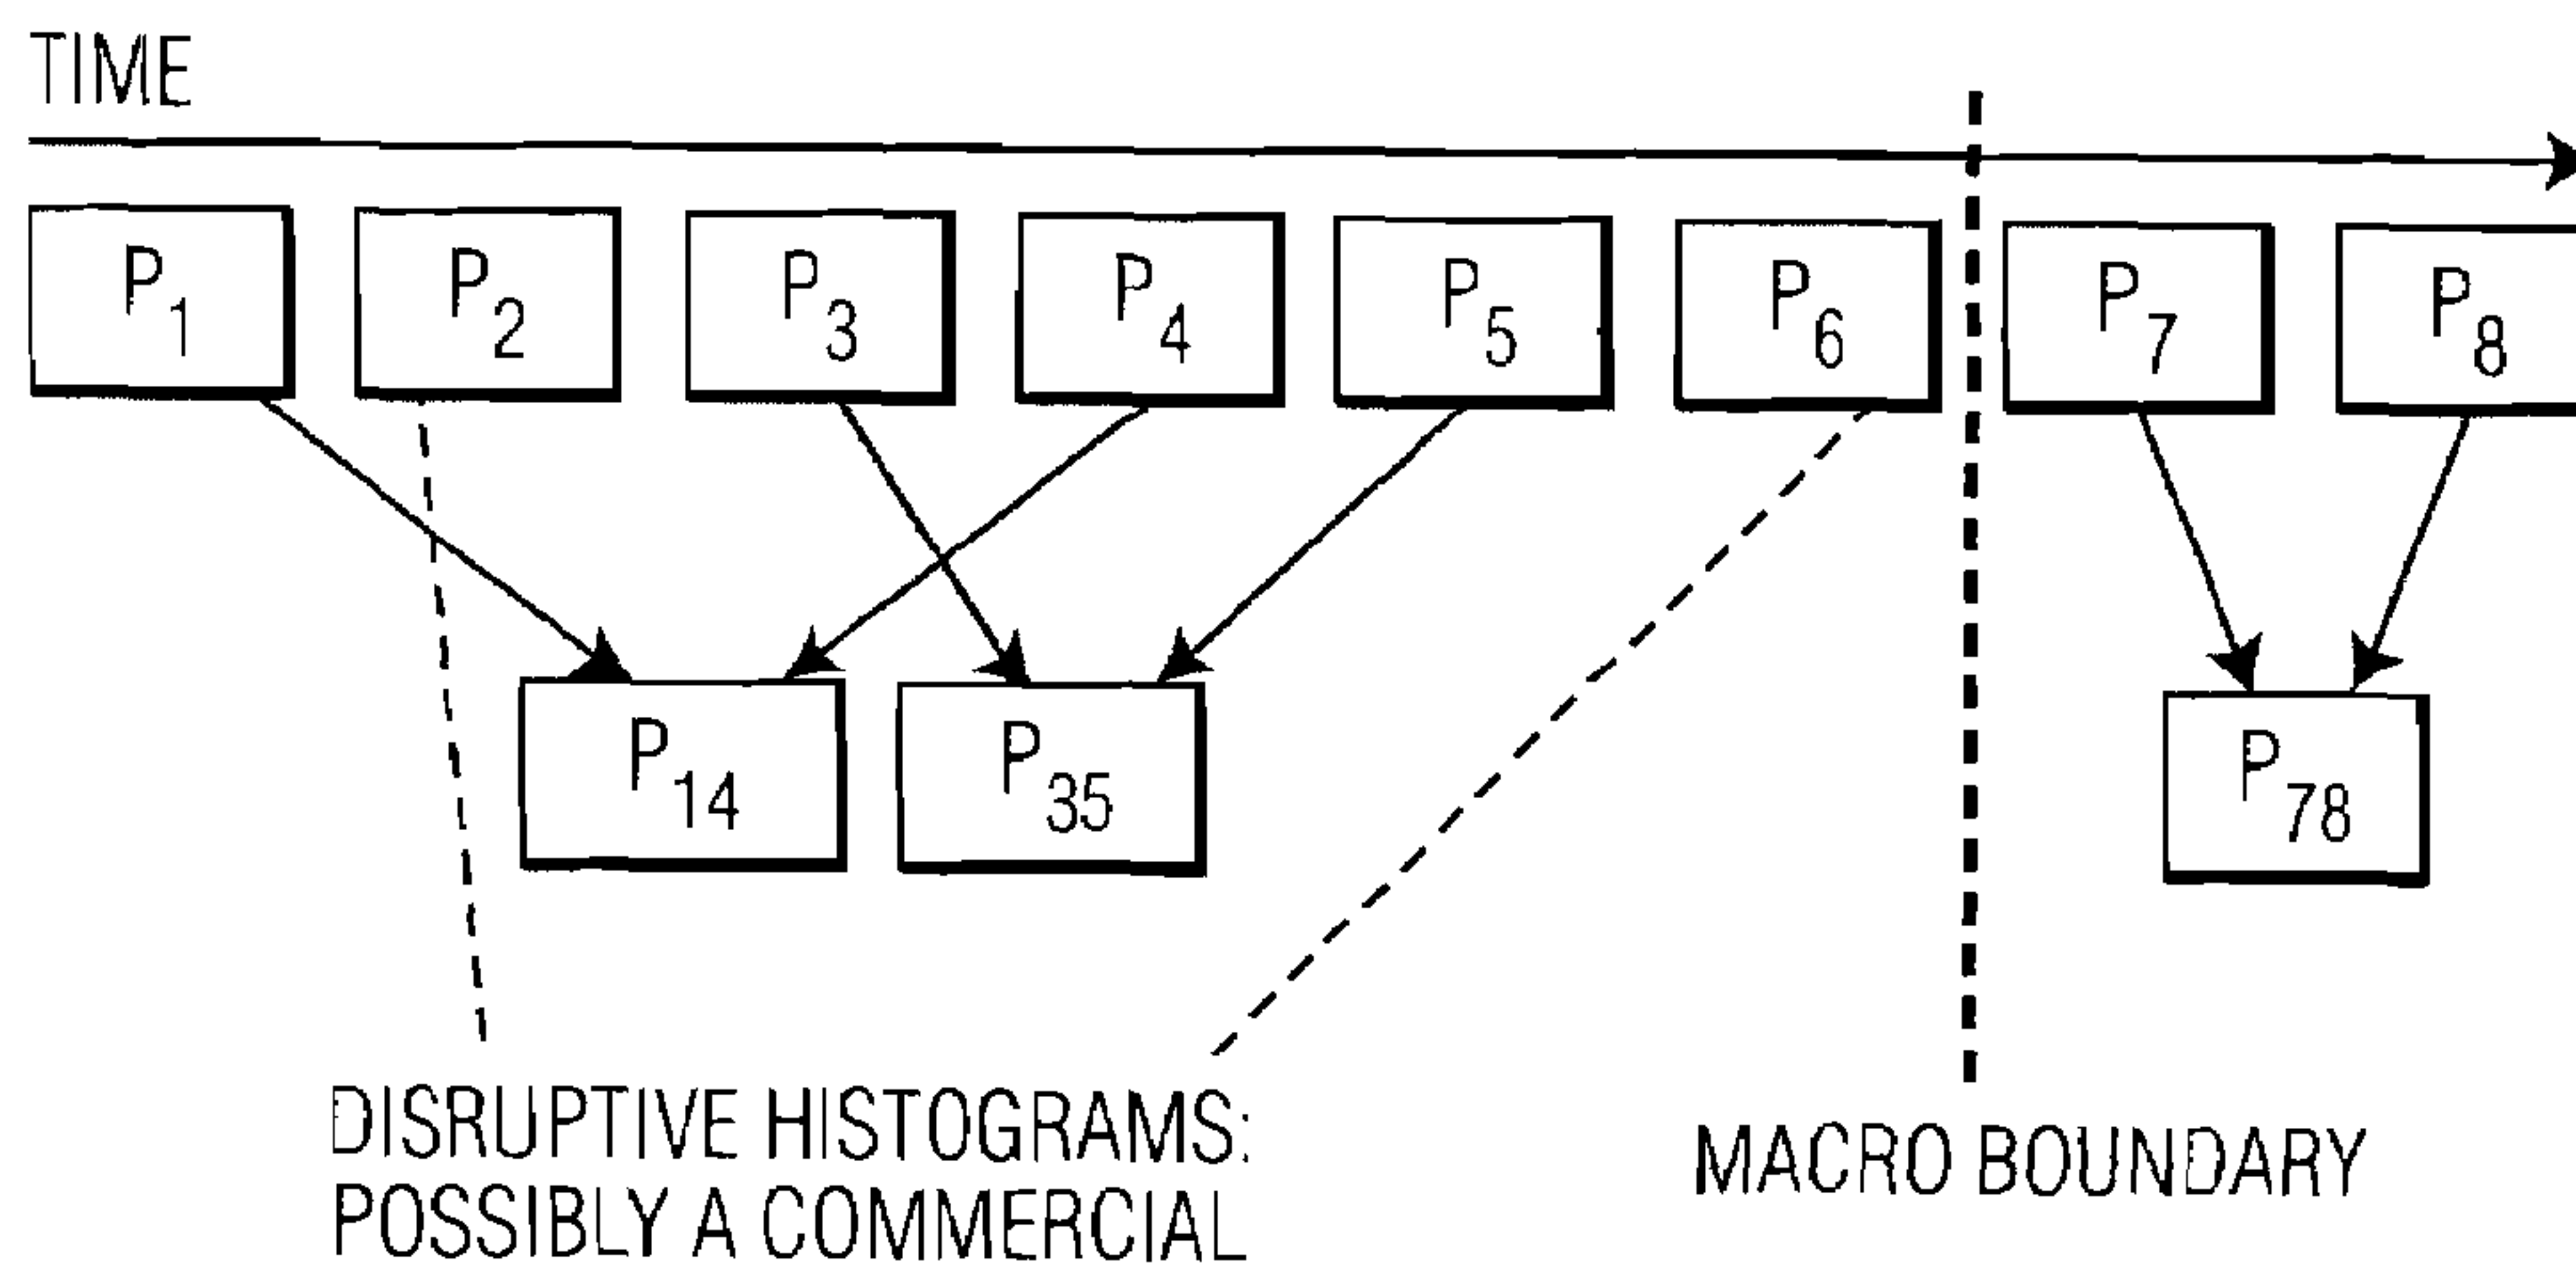 TIME
P1 P2 P3 P4 P5 P6 P7 P8
P14 P35 P78
DISRUPTIVE HISTOGRAMS:
POSSIBLY A COMMERCIAL
MACRO BOUNDARY